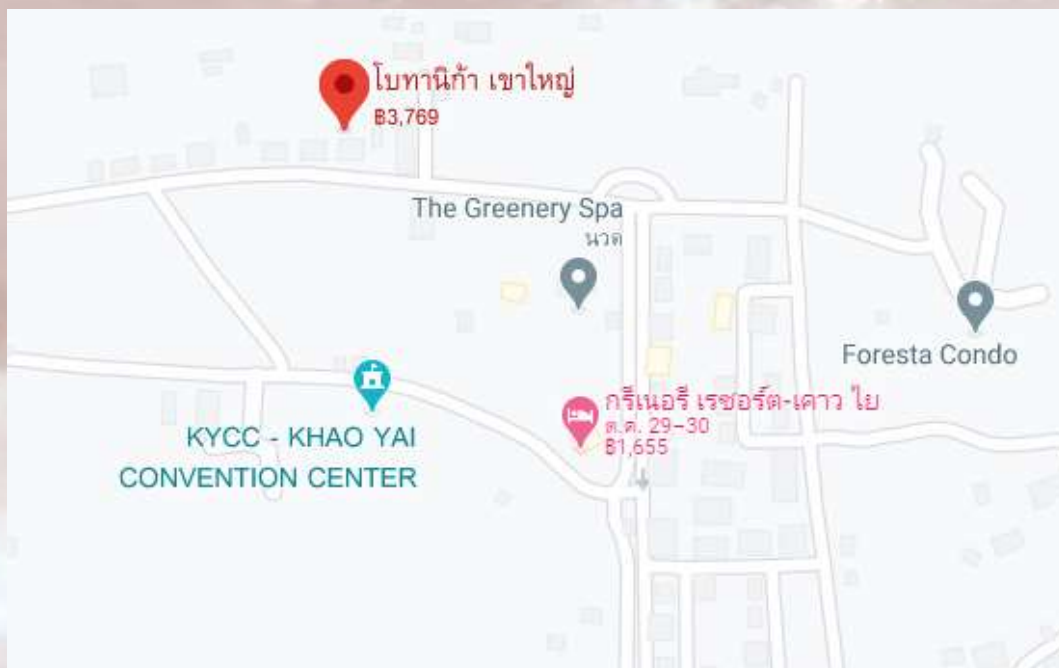 โบทานิก้า เขาใหญ่
฿3,769
The Greenery Spa
นวด
Foresta Condo
กรีเนอรี เรซอร์ต-เคาว ไย
ต.ค. 29–30
฿1,655
KYCC - KHAO YAI
CONVENTION CENTER